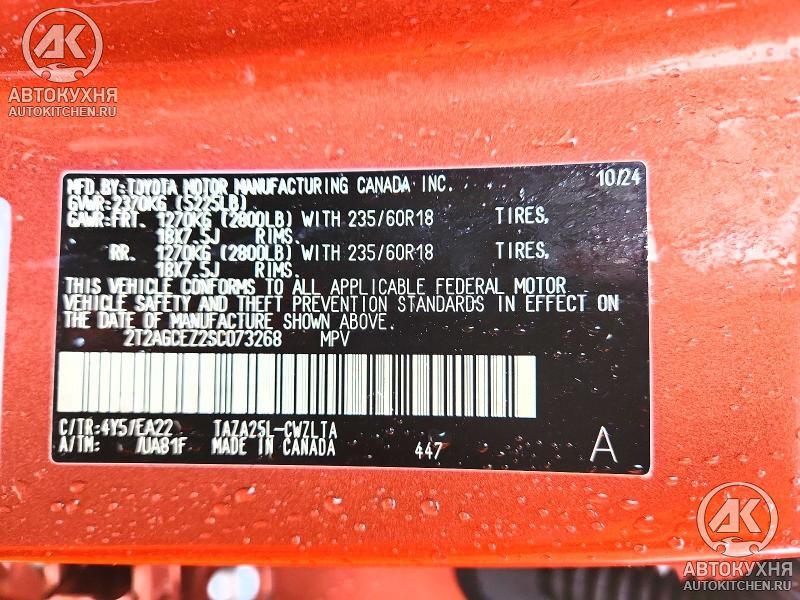 AK
АВТОКУХНЯ
AUTOKITCHEN.RU
MFD.BY:TOYOTA MOTOR MANUFACTURING CANADA INC. 10/24
GVWR:2370KG (5225LB)
GAWR:FRT. 1270KG (2800LB) WITH 235/60R18 TIRES,
18X7.5J RIMS.
RR. 1270KG (2800LB) WITH 235/60R18 TIRES,
18X7.5J RIMS.
THIS VEHICLE CONFORMS TO ALL APPLICABLE FEDERAL MOTOR
VEHICLE SAFETY AND THEFT PREVENTION STANDARDS IN EFFECT ON
THE DATE OF MANUFACTURE SHOWN ABOVE.
2T2AGCEZ2SC073268 MPV
C/TR:4Y5/EA22 TAZA25L-CWZLTA
A/TM: /UA81F MADE IN CANADA 447 A
AK
АВТОКУХНЯ
AUTOKITCHEN.RU